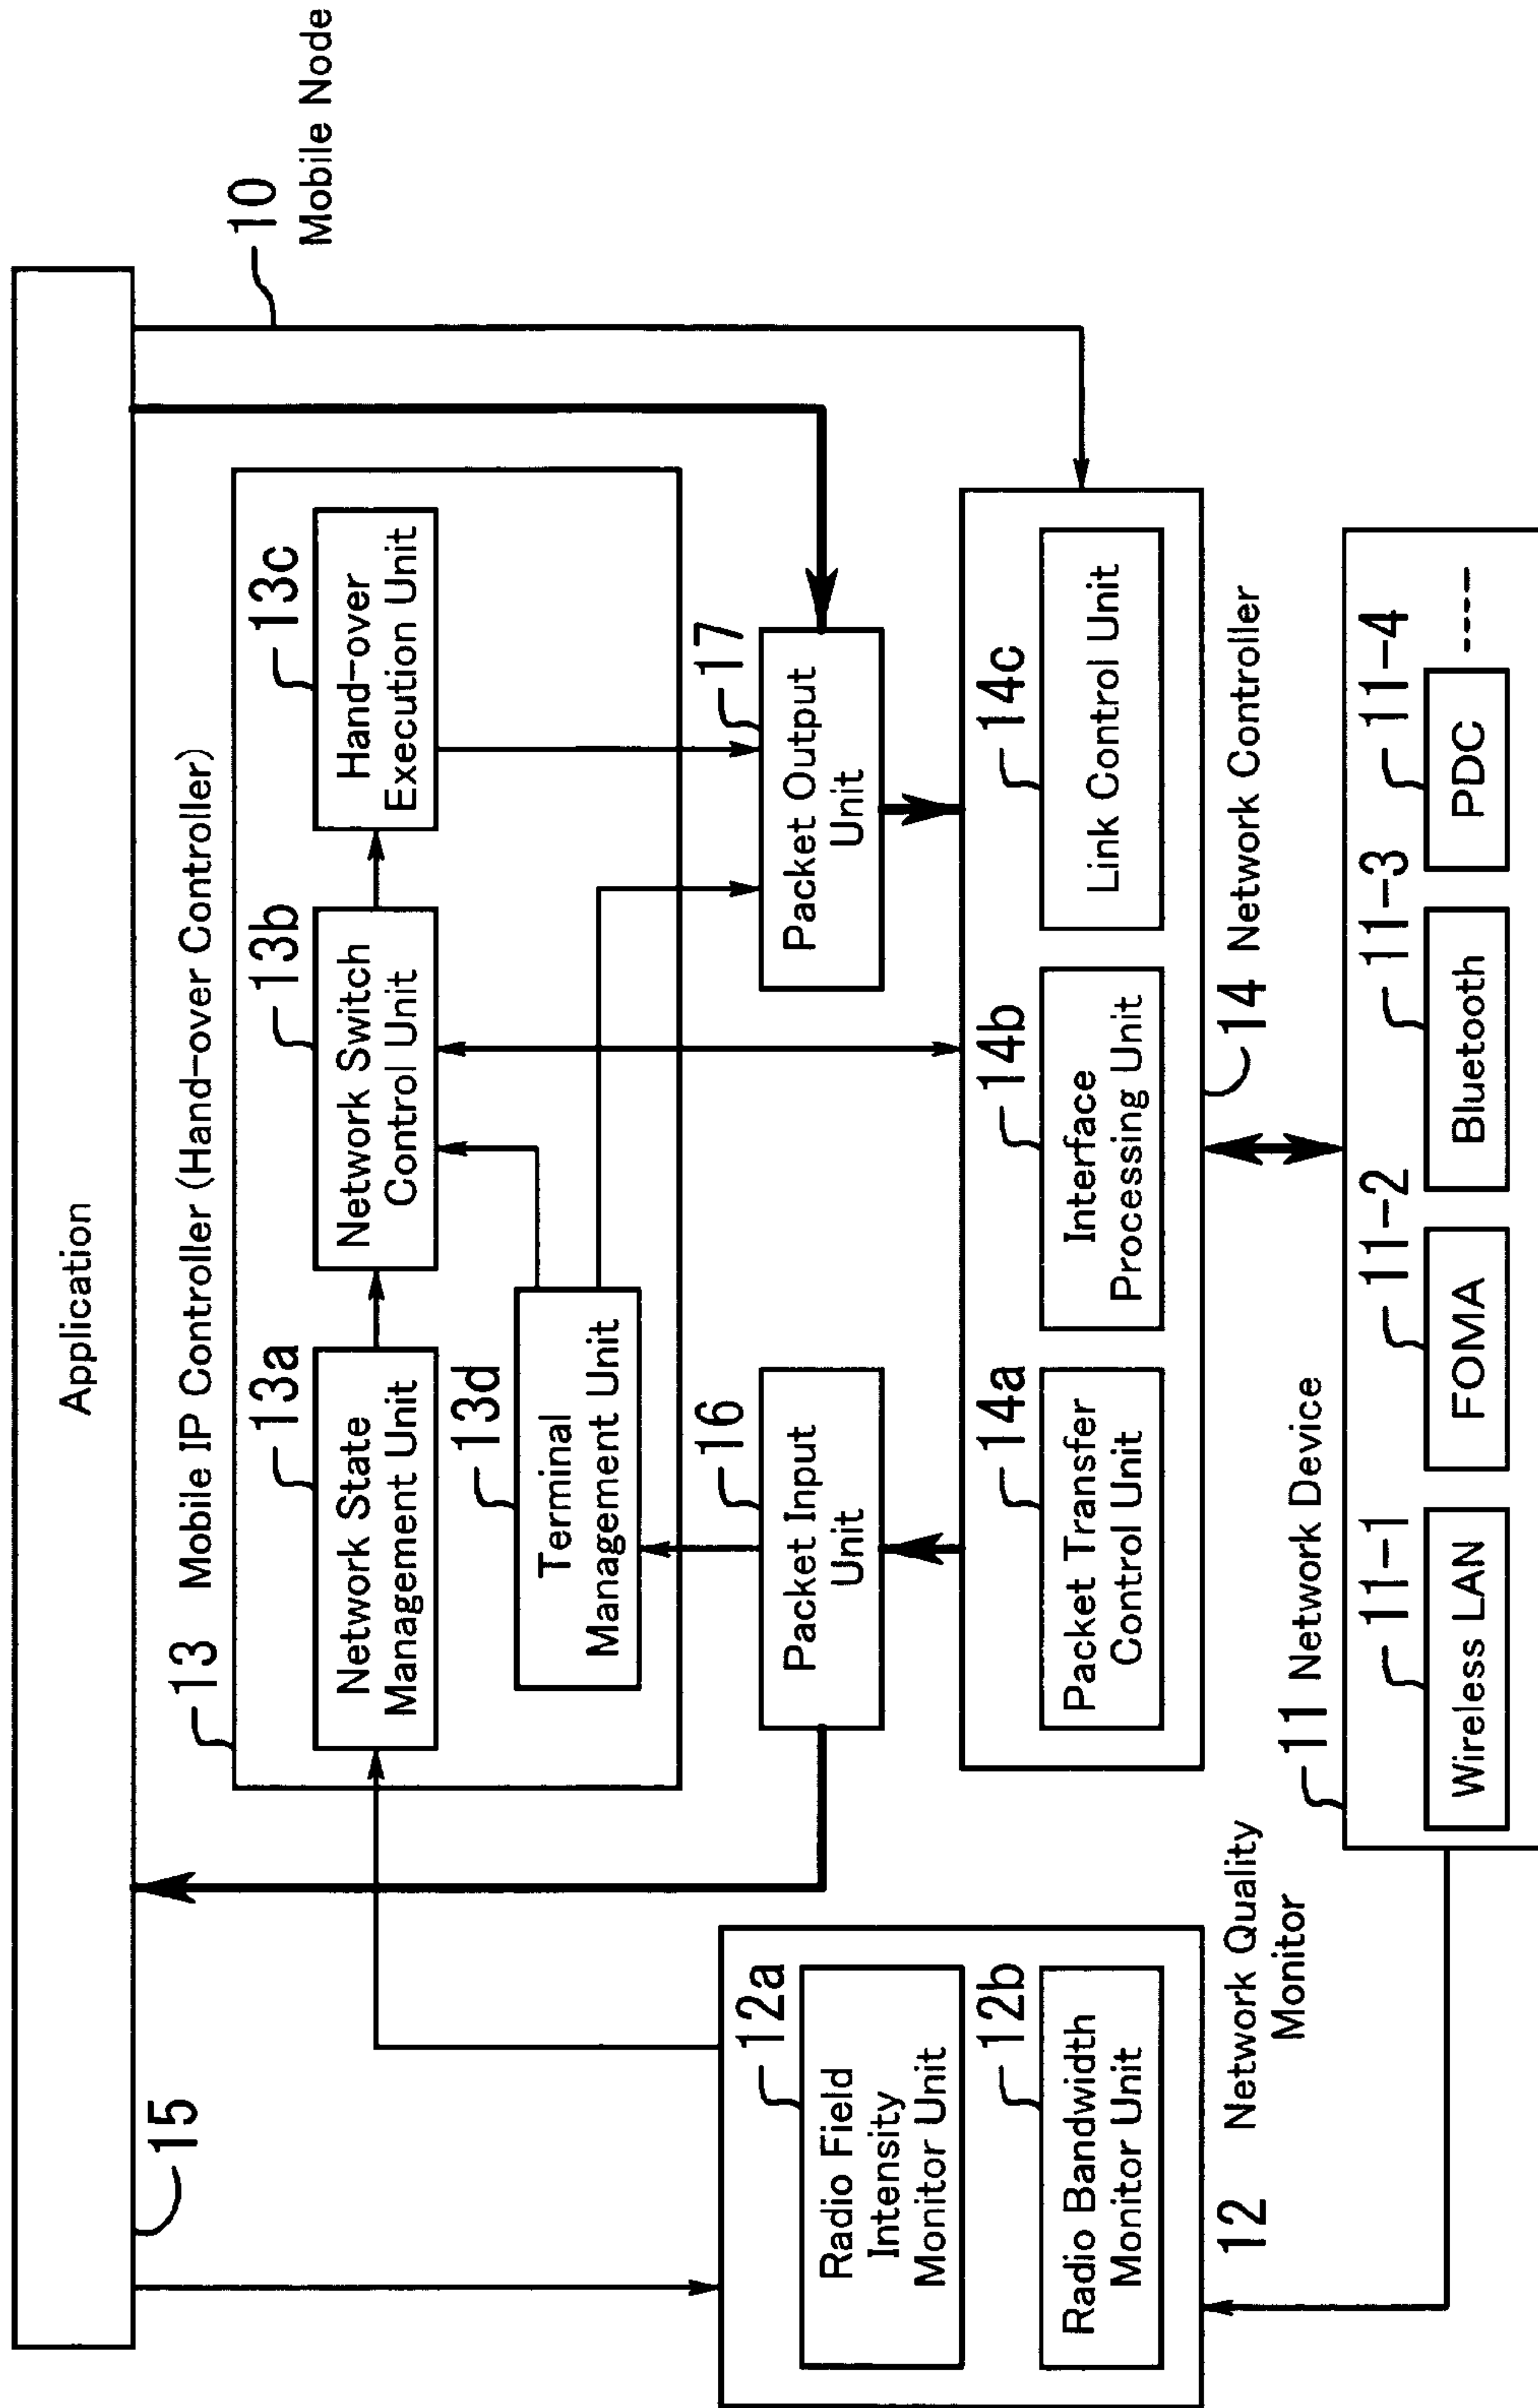 Application
15
10
Mobile Node
13 Mobile IP Controller (Hand-over Controller)
13a
Network State
Management Unit
13b
Network Switch
Control Unit
13c
Hand-over
Execution Unit
13d
Terminal
Management Unit
16
Packet Input
Unit
17
Packet Output
Unit
12a
Radio Field
Intensity
Monitor Unit
12b
Radio Bandwidth
Monitor Unit
12 Network Quality
Monitor
14a
Packet Transfer
Control Unit
14b
Interface
Processing Unit
14c
Link Control Unit
14 Network Controller
11 Network Device
11-1
Wireless LAN
11-2
FOMA
11-3
Bluetooth
11-4
PDC ----